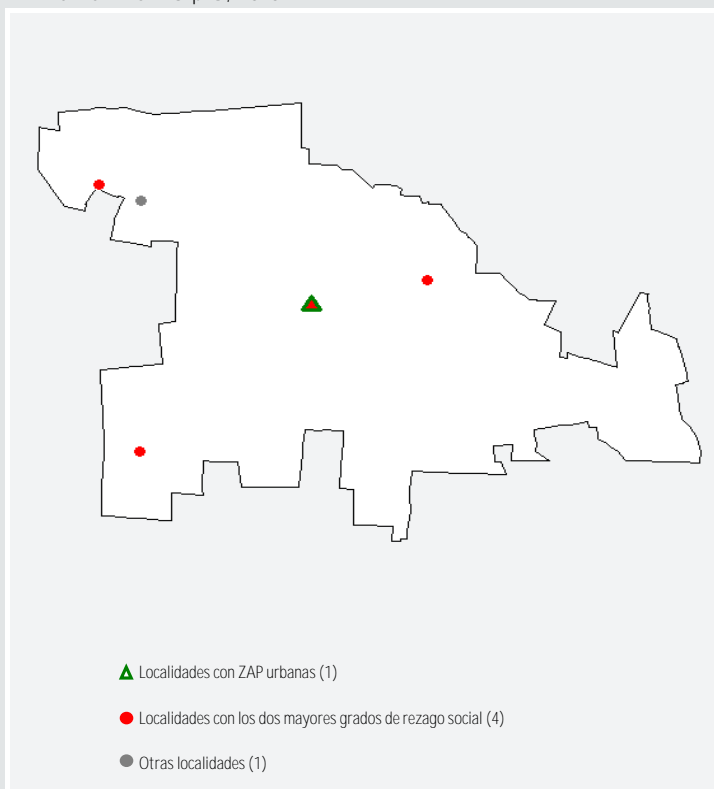 Localidades con ZAP urbanas (1)
Localidades con los dos mayores grados de rezago social (4)
Otras localidades (1)